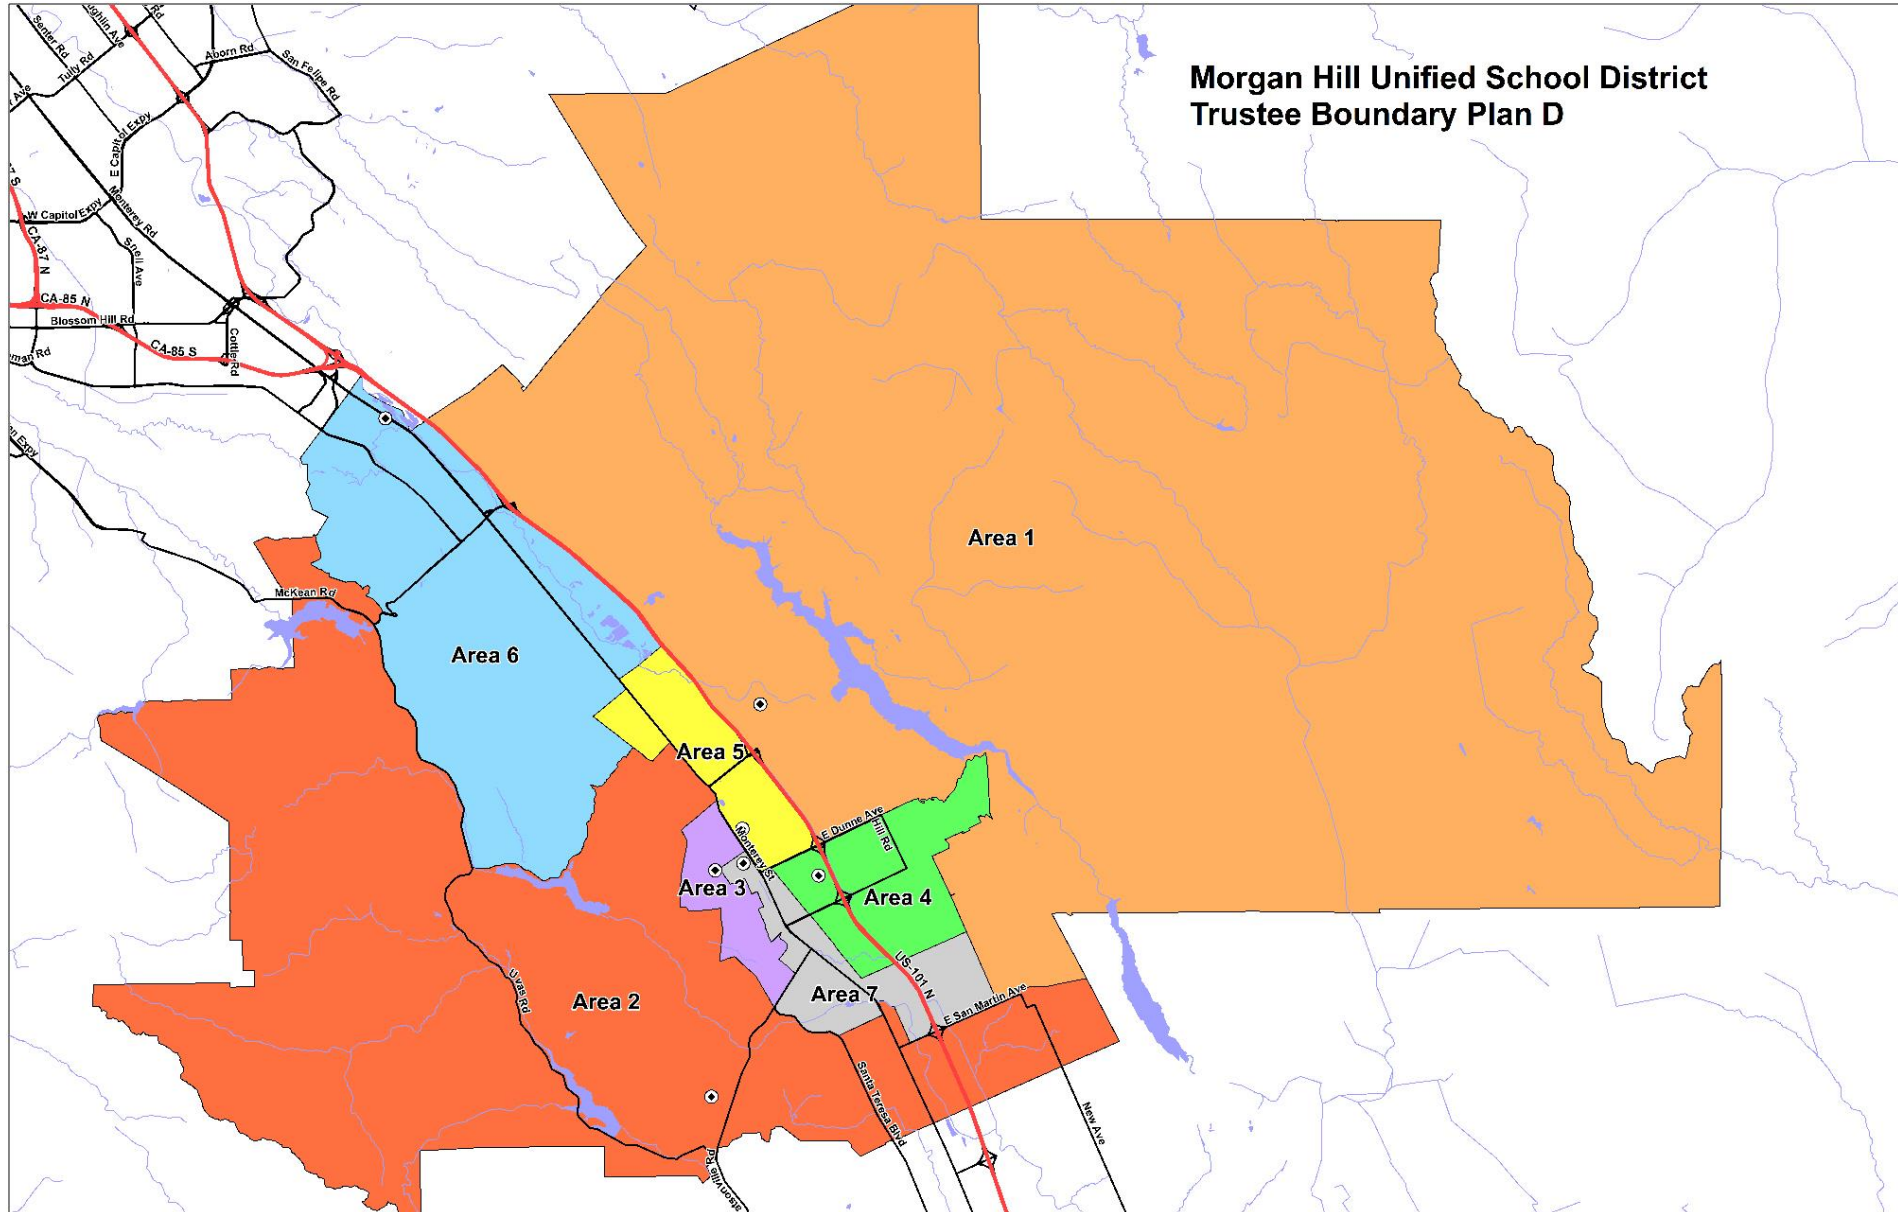 Morgan Hill Unified School District
Trustee Boundary Plan D
Senter Rd
Tully Rd
Aborn Rd
San Felipe Rd
E Capitol Expy
Monterey Rd
W Capitol Expy
Snell Ave
CA-87 N
CA-85 N
Blossom Hill Rd
CA-85 S
Cottle Rd
McKean Rd
Area 1
Area 6
Area 5
E Dunne Ave
Hill Rd
Monterey St
Area 3
Area 4
US-101 N
Area 7
E San Martin Ave
Area 2
Uvas Rd
Santa Teresa Blvd
New Ave